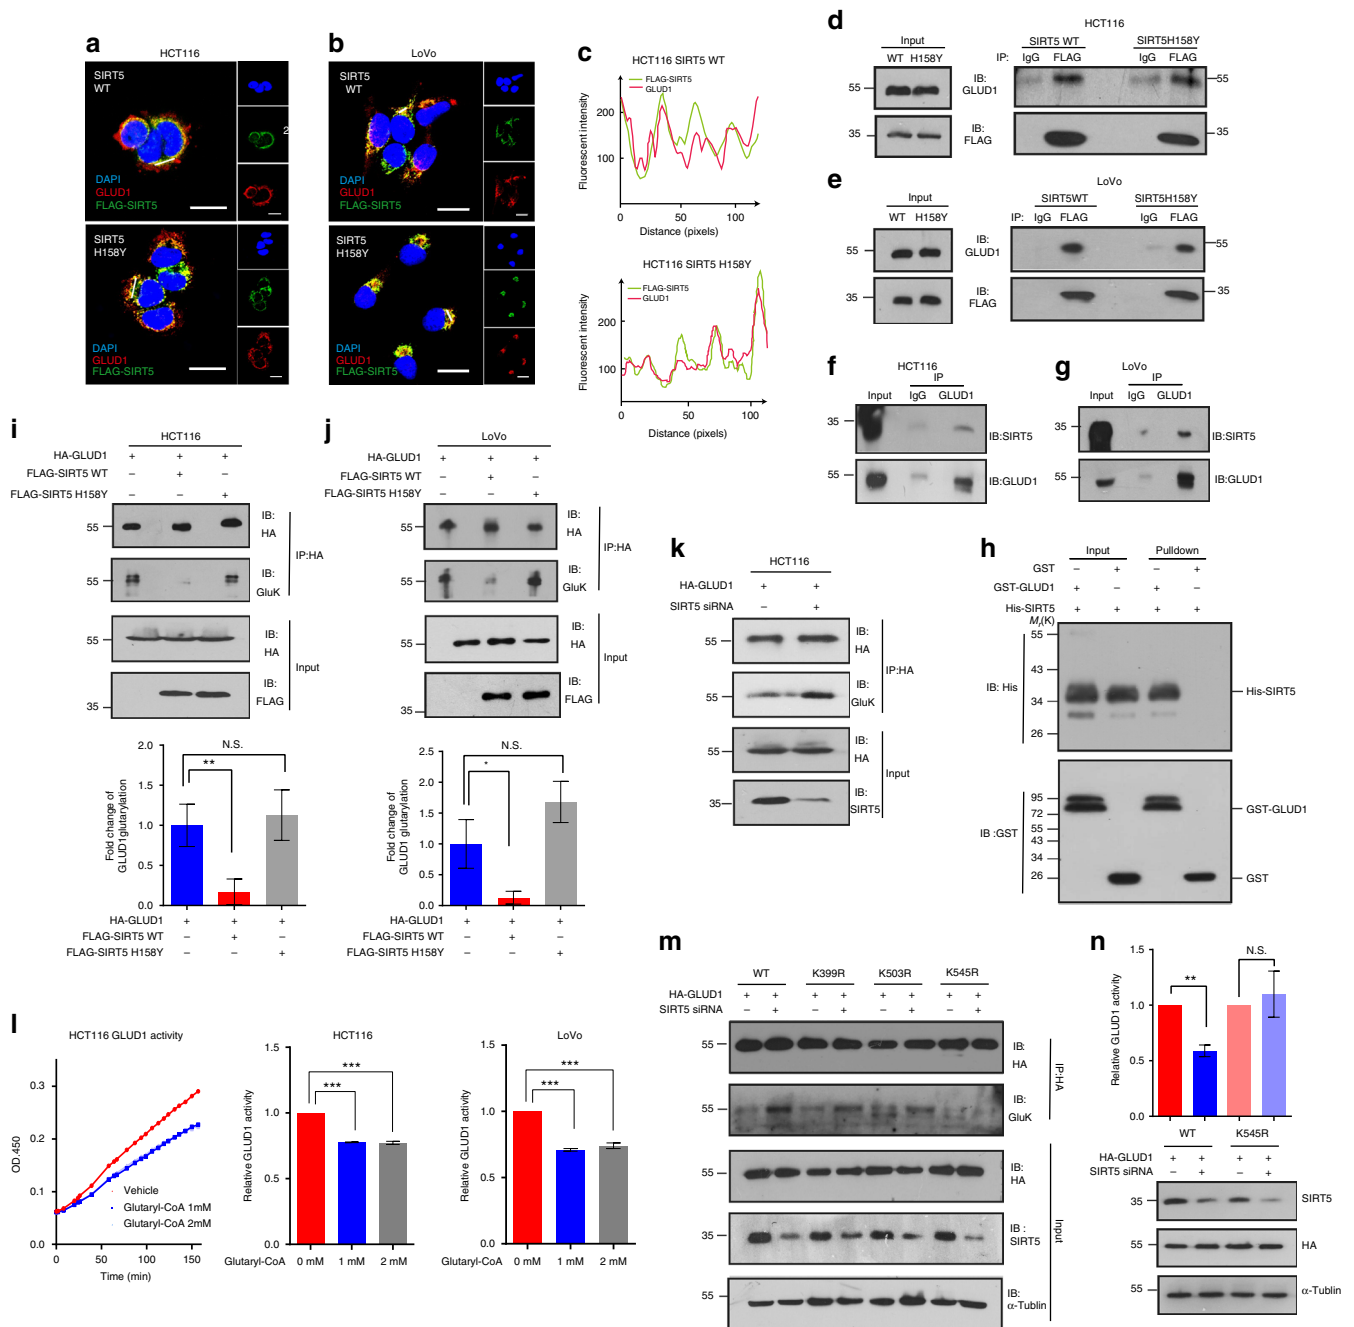 a
HCT116
SIRT5
WT
DAPI
GLUD1
FLAG-SIRT5
2
SIRT5
H158Y
DAPI
GLUD1
FLAG-SIRT5
b
LoVo
SIRT5
WT
DAPI
GLUD1
FLAG-SIRT5
SIRT5
H158Y
DAPI
GLUD1
FLAG-SIRT5
c
HCT116 SIRT5 WT
FLAG-SIRT5
GLUD1
Fluorescent intensity
200
100
0 50 100
Distance (pixels)
HCT116 SIRT5 H158Y
FLAG-SIRT5
GLUD1
Fluorescent intensity
200
100
0 50 100
Distance (pixels)
d
HCT116
Input
WT H158Y
SIRT5 WT SIRT5H158Y
IP: IgG FLAG IgG FLAG
55
IB:
GLUD1
55
35
IB:
FLAG
35
e
LoVo
Input
WT H158Y
SIRT5WT SIRT5H158Y
IP: IgG FLAG IgG FLAG
55
IB:
GLUD1
55
35
IB:
FLAG
35
f
HCT116
IP
Input IgG GLUD1
35
IB:SIRT5
55
IB:GLUD1
g
LoVo
IP
Input IgG GLUD1
35
IB:SIRT5
55
IB:GLUD1
h
Input Pulldown
GST – + – +
GST-GLUD1 + – + –
His-SIRT5 + + + +
Mr(K)
55
43
34
26
IB: His
His-SIRT5
95
72
55
43
34
26
IB :GST
GST-GLUD1
GST
i
HCT116
HA-GLUD1 + + +
FLAG-SIRT5 WT – + –
FLAG-SIRT5 H158Y – – +
55
IB:
HA
55
IB:
GluK
IP:HA
55
IB:
HA
35
IB:
FLAG
Input
Fold change of
GLUD1glutarylation
2.0
1.5
1.0
0.5
0.0
N.S.
**
HA-GLUD1 + + +
FLAG-SIRT5 WT – + –
FLAG-SIRT5 H158Y – – +
j
LoVo
HA-GLUD1 + + +
FLAG-SIRT5 WT – + –
FLAG-SIRT5 H158Y – – +
55
IB:
HA
55
IB:
GluK
IP:HA
55
IB:
HA
35
IB:
FLAG
Input
Fold change of
GLUD1 glutarylation
2.5
2.0
1.5
1.0
0.5
0.0
N.S.
*
HA-GLUD1 + + +
FLAG-SIRT5 WT – + –
FLAG-SIRT5 H158Y – – +
k
HCT116
HA-GLUD1 + +
SIRT5 siRNA – +
55
IB:
HA
55
IB:
GluK
IP:HA
55
IB:
HA
35
IB:
SIRT5
Input
l
HCT116 GLUD1 activity
OD.450
0.3
0.2
0.1
0.0
Vehicle
Glutaryl-CoA 1mM
Glutaryl-CoA 2mM
0 50 100 150
Time (min)
HCT116
Relative GLUD1 activity
1.5
1.0
0.5
0.0
***
***
Glutaryl-CoA 0 mM 1 mM 2 mM
LoVo
Relative GLUD1 activity
1.5
1.0
0.5
0.0
***
***
Glutaryl-CoA 0 mM 1 mM 2 mM
m
WT K399R K503R K545R
HA-GLUD1 + + + + + + + +
SIRT5 siRNA – + – + – + – +
55
IB:
HA
55
IB:
GluK
IP:HA
55
IB:
HA
35
IB :
SIRT5
55
IB:
α-Tublin
Input
n
Relative GLUD1 activity
1.5
1.0
0.5
0.0
**
N.S.
WT K545R
HA-GLUD1 + + + +
SIRT5 siRNA – + – +
35
SIRT5
55
HA
55
α-Tublin